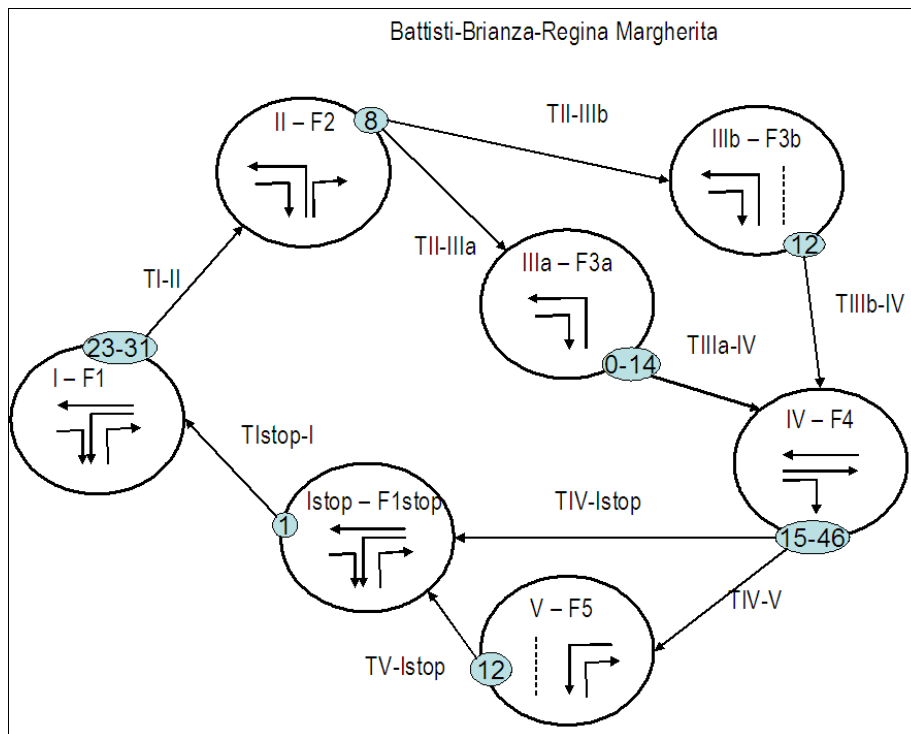 Battisti-Brianza-Regina Margherita
II – F2
8
TII-IIIb
IIIb – F3b
12
TII-IIIa
IIIa – F3a
0-14
TIIIb-IV
TIIIa-IV
TI-II
23-31
I – F1
TIstop-I
IV – F4
15-46
Istop – F1stop
1
TIV-Istop
TIV-V
V – F5
12
TV-Istop